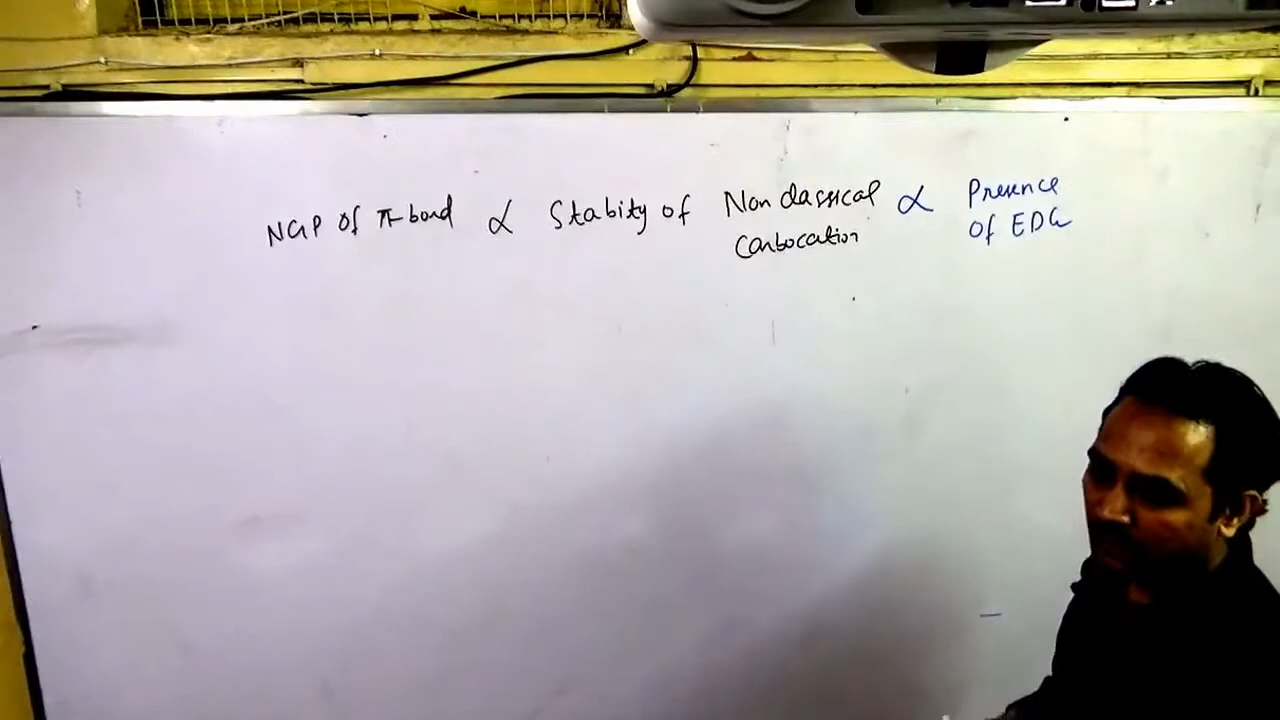 NGP Of π-bond ∝ Stabity of Non classical ∝ Presence
Carbocation Of EDG